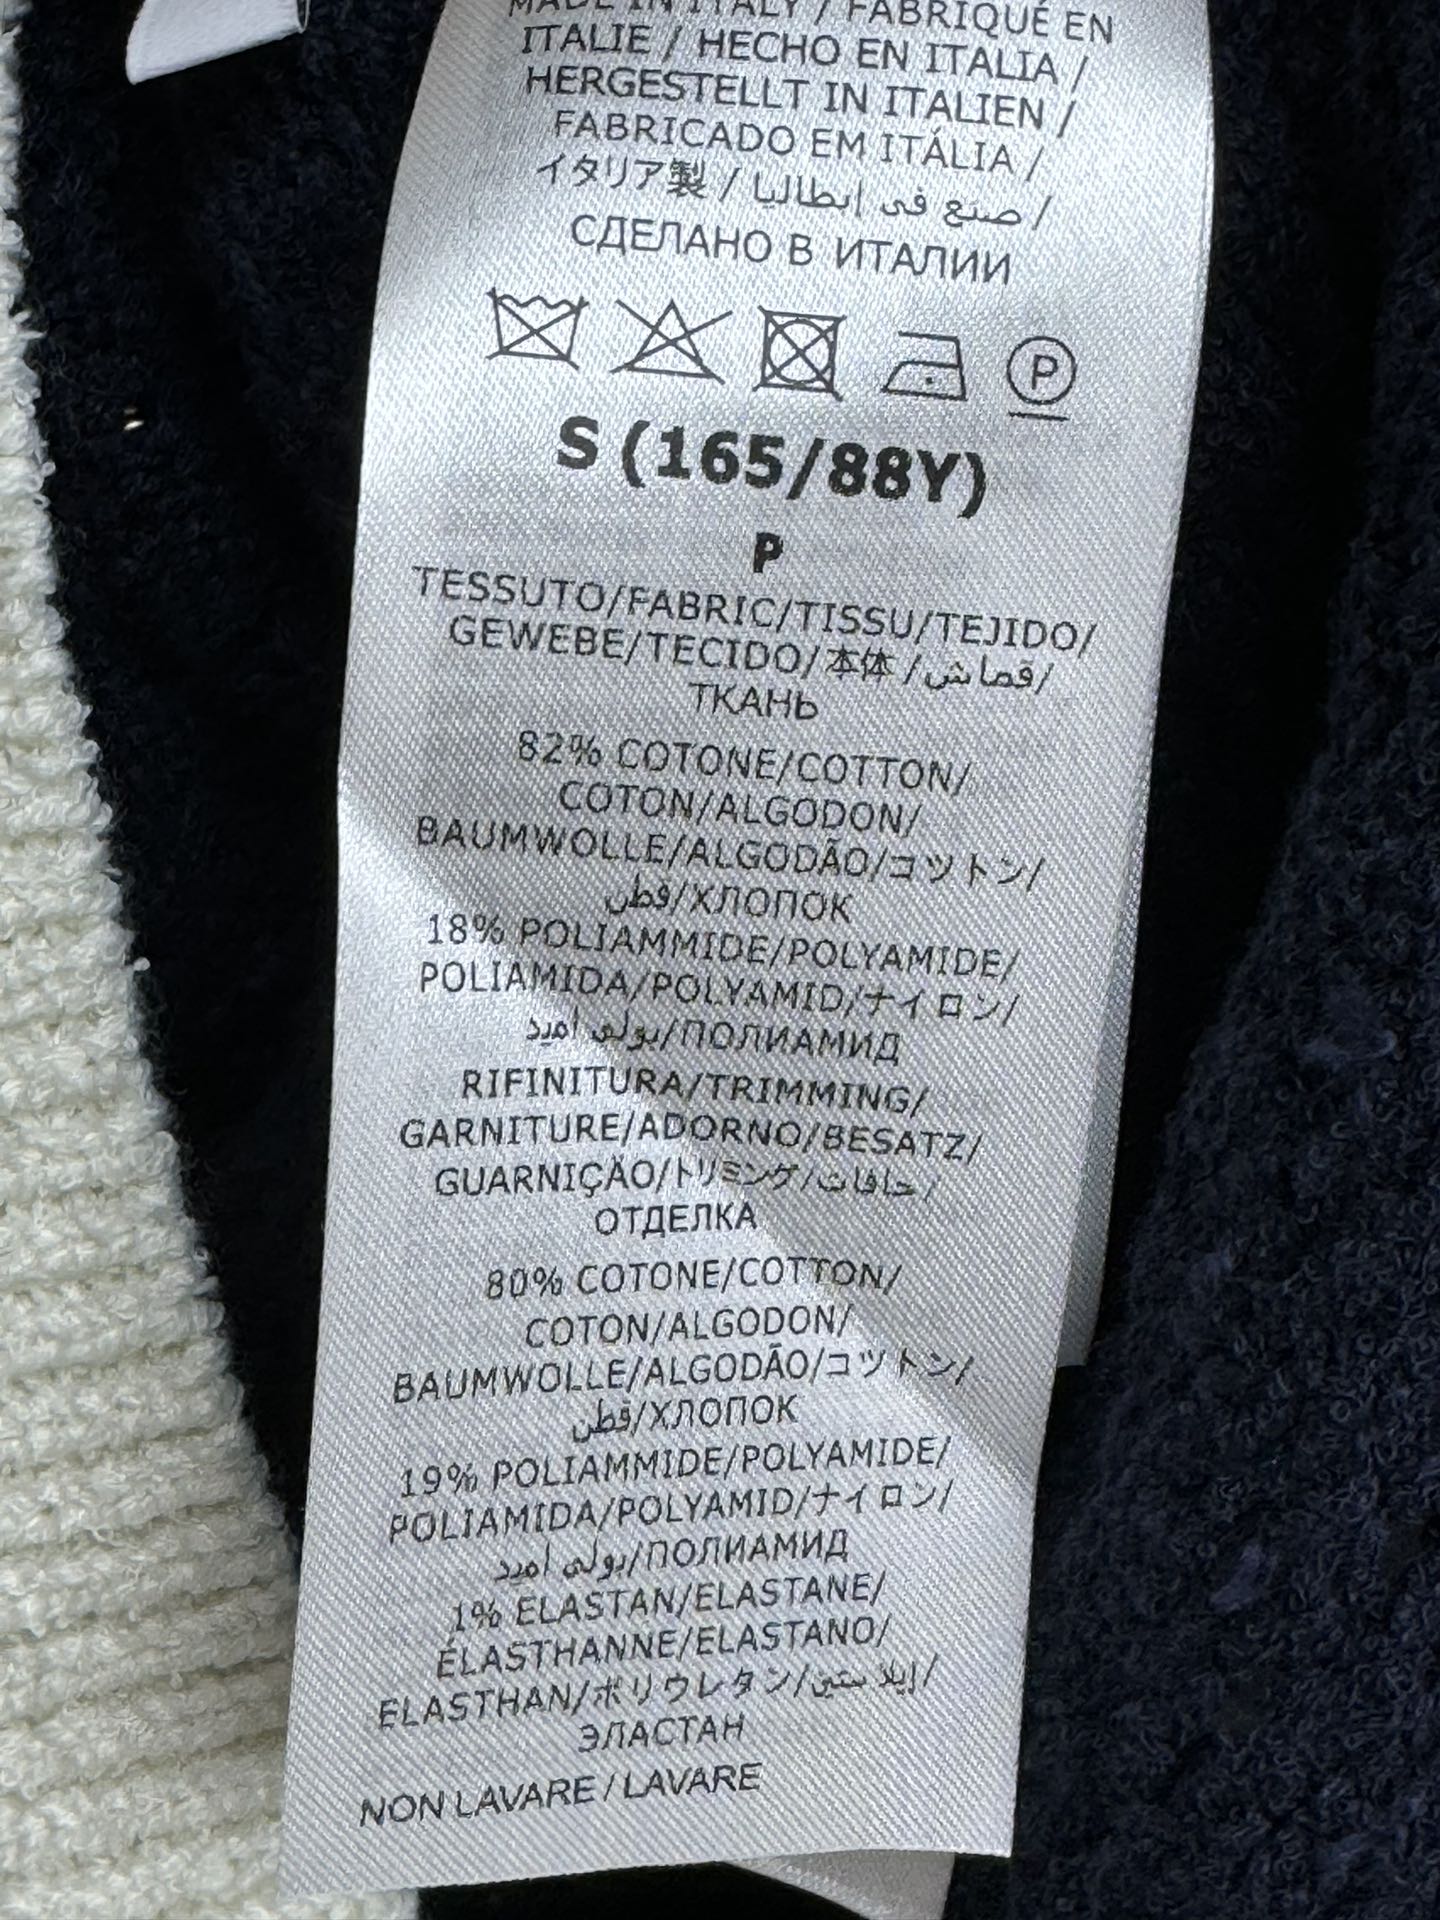 MADE IN ITALY / FABRIQUÉ EN
ITALIE / HECHO EN ITALIA /
HERGESTELLT IN ITALIEN /
FABRICADO EM ITÁLIA /
イタリア製 / صنع في إيطاليا /
СДЕЛАНО В ИТАЛИИ
P
S (165/88Y)
P
TESSUTO/FABRIC/TISSU/TEJIDO/
GEWEBE/TECIDO/本体/قماش/
ТКАНЬ
82% COTONE/COTTON/
COTON/ALGODON/
BAUMWOLLE/ALGODÃO/コットン/
قطن/ХЛОПОК
18% POLIAMMIDE/POLYAMIDE/
POLIAMIDA/POLYAMID/ナイロン/
بولي أميد/ПОЛИАМИД
RIFINITURA/TRIMMING/
GARNITURE/ADORNO/BESATZ/
GUARNIÇÃO/トリミング/حافات/
ОТДЕЛКА
80% COTONE/COTTON/
COTON/ALGODON/
BAUMWOLLE/ALGODÃO/コットン/
قطن/ХЛОПОК
19% POLIAMMIDE/POLYAMIDE/
POLIAMIDA/POLYAMID/ナイロン/
بولي أميد/ПОЛИАМИД
1% ELASTAN/ELASTANE/
ÉLASTHANNE/ELASTANO/
ELASTHAN/ポリウレタン/إيلاستين/
ЭЛАСТАН
NON LAVARE / LAVARE